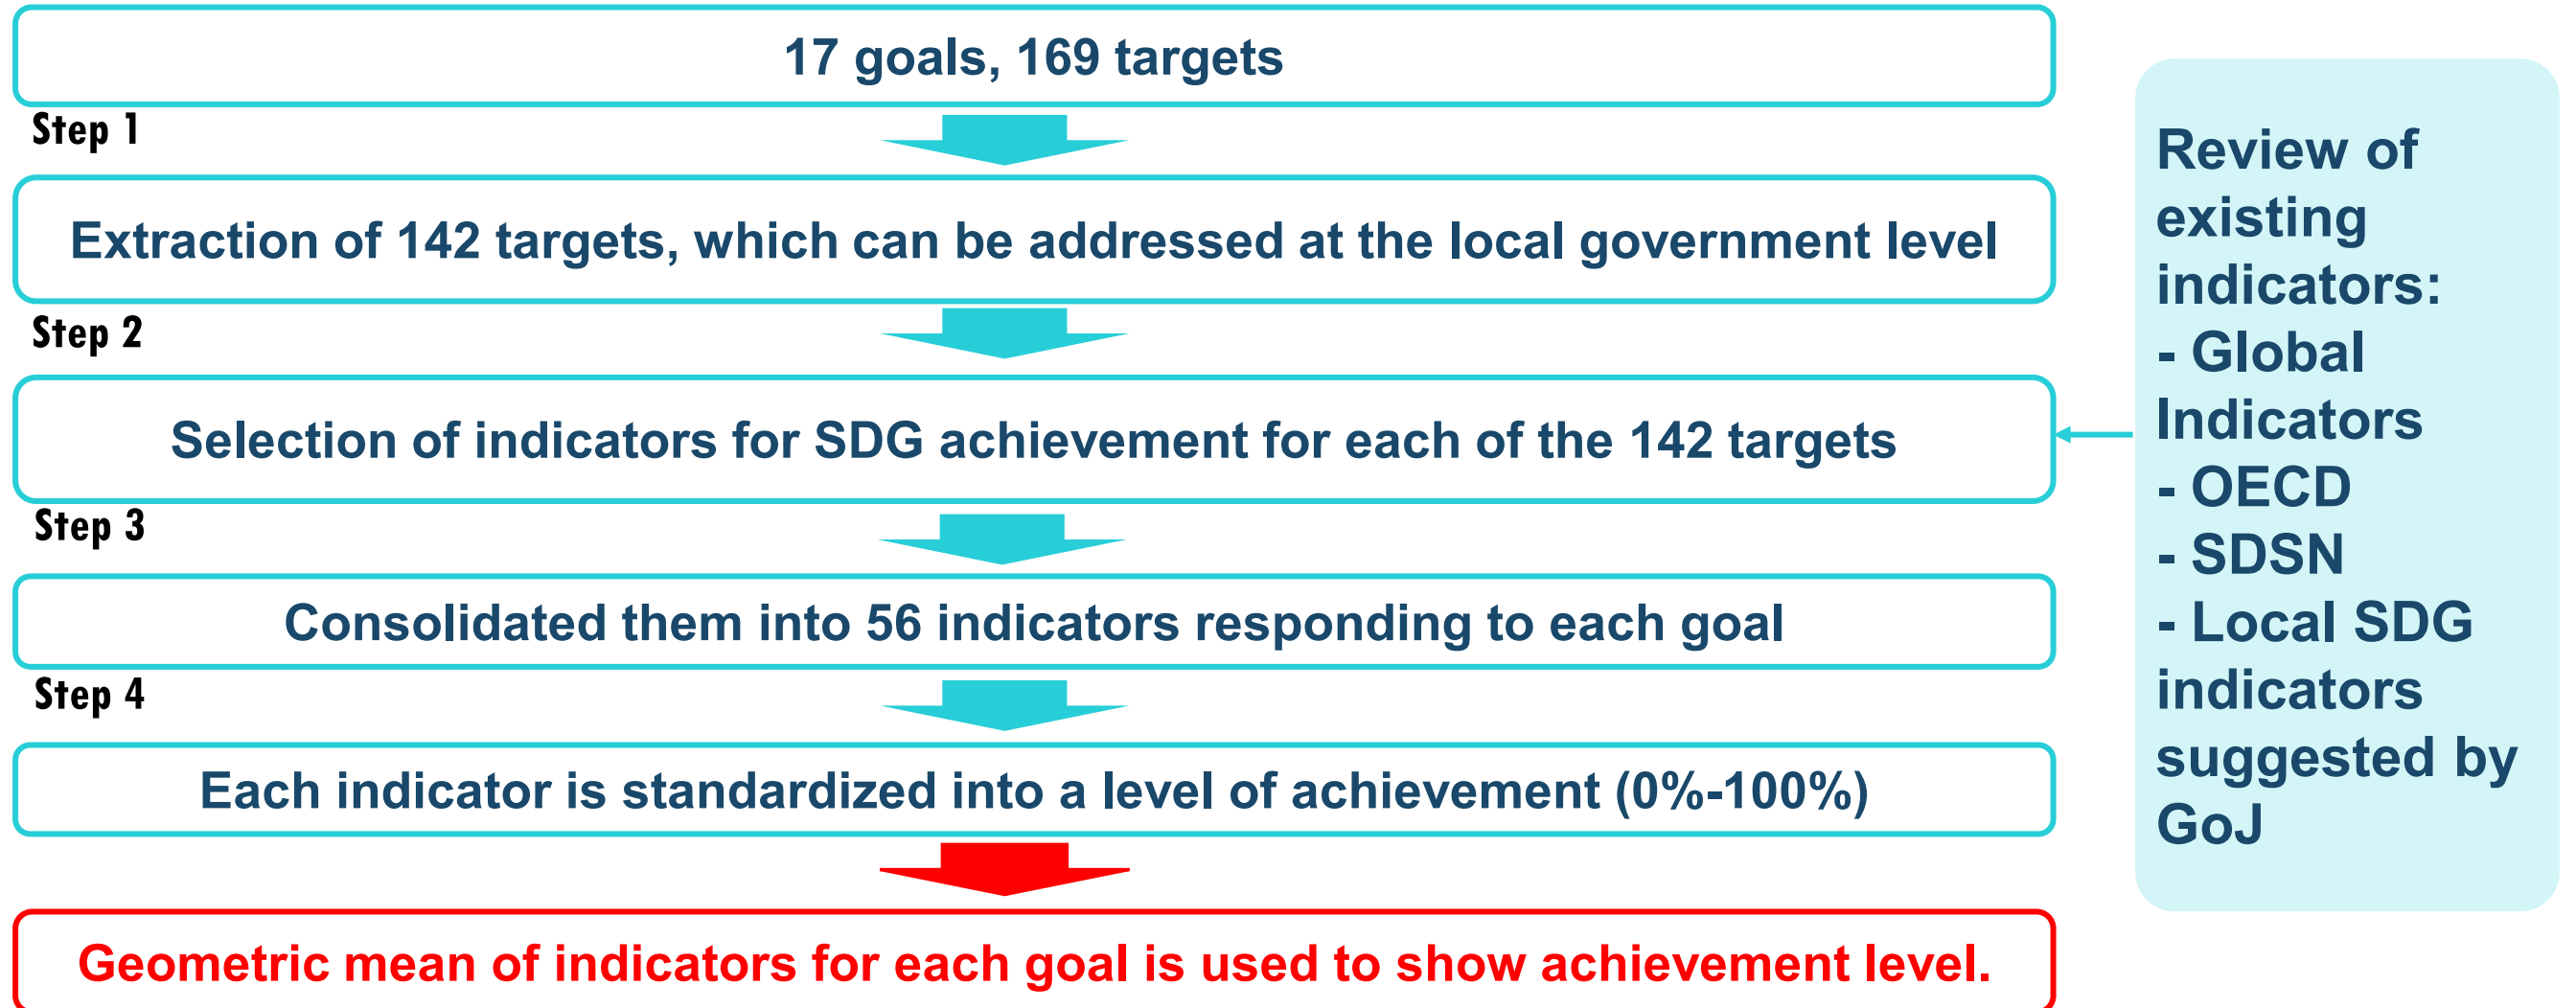 17 goals, 169 targets
Step 1
Extraction of 142 targets, which can be addressed at the local government level
Step 2
Selection of indicators for SDG achievement for each of the 142 targets
Step 3
Consolidated them into 56 indicators responding to each goal
Step 4
Each indicator is standardized into a level of achievement (0%-100%)
Geometric mean of indicators for each goal is used to show achievement level.
Review of
existing
indicators:
- Global
Indicators
- OECD
- SDSN
- Local SDG
indicators
suggested by
GoJ